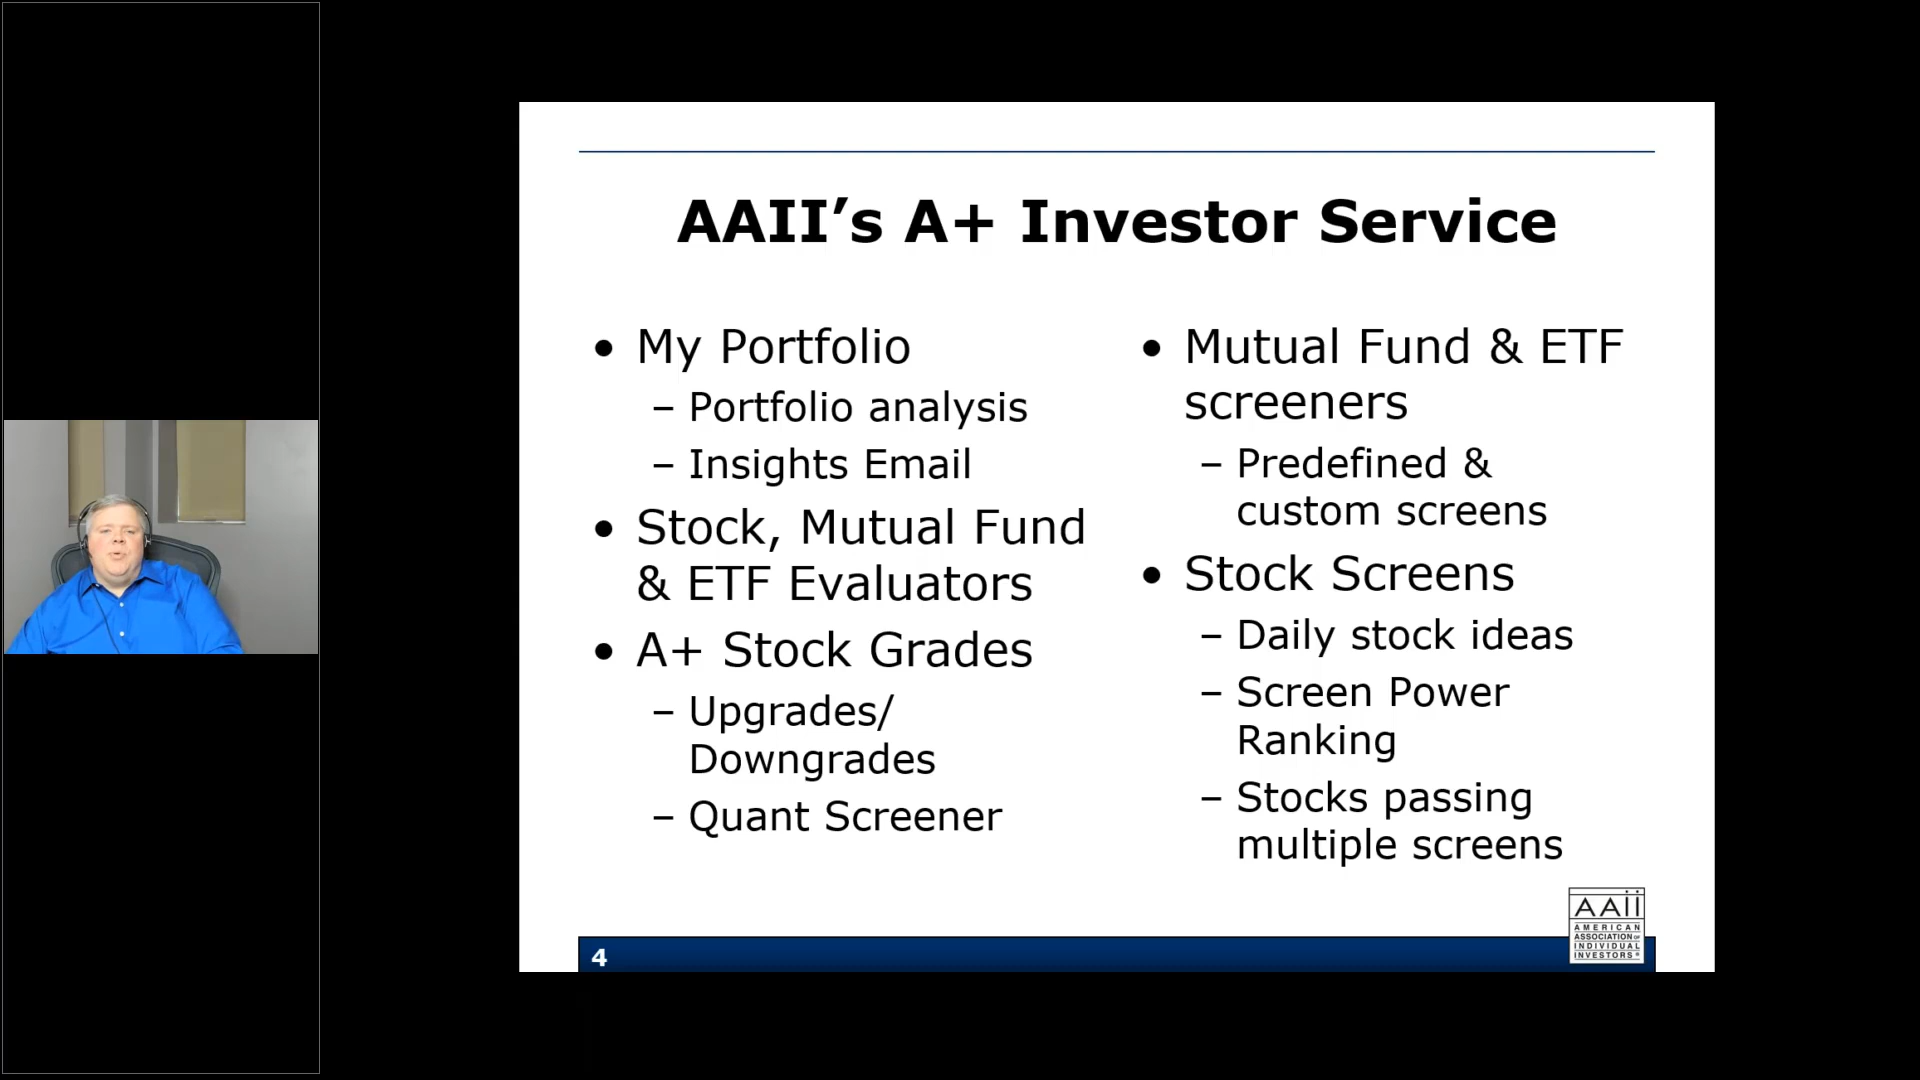 AAII’s A+ Investor Service
• My Portfolio
– Portfolio analysis
– Insights Email
• Stock, Mutual Fund
& ETF Evaluators
• A+ Stock Grades
– Upgrades/
Downgrades
– Quant Screener
• Mutual Fund & ETF
screeners
– Predefined &
custom screens
• Stock Screens
– Daily stock ideas
– Screen Power
Ranking
– Stocks passing
multiple screens
4
AAii
AMERICAN
ASSOCIATION OF
INDIVIDUAL
INVESTORS®